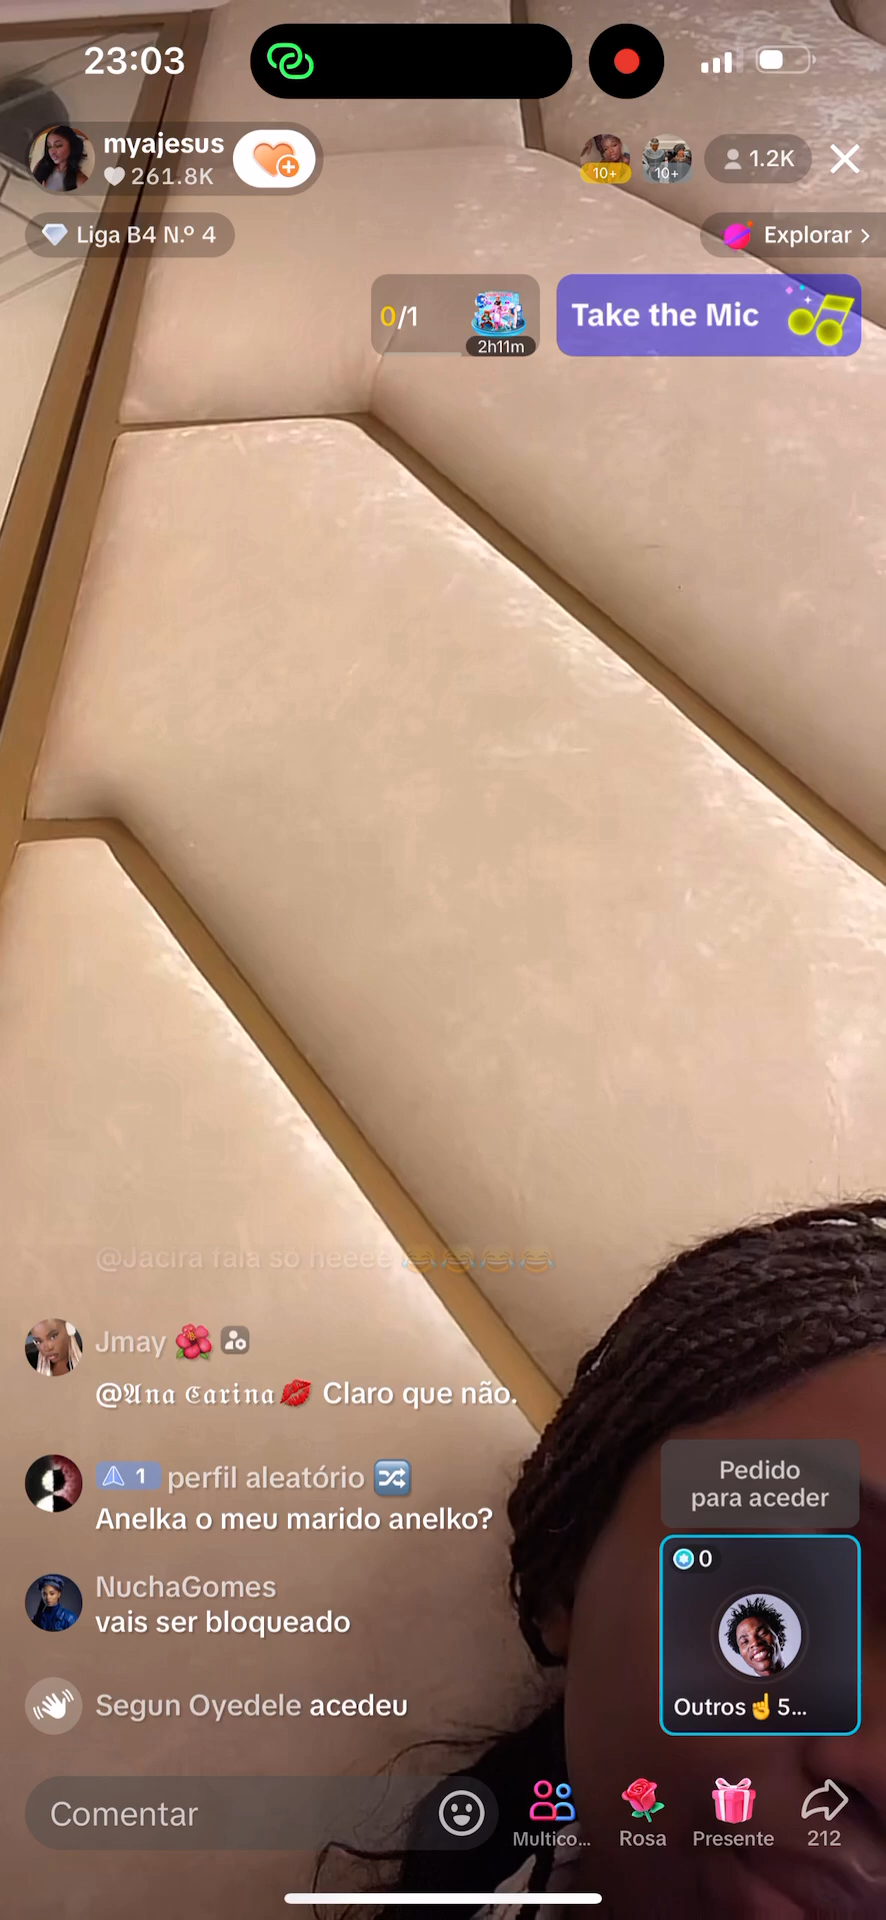 23:03
myajesus
261.8K
10+
10+
1.2K
Liga B4 N.º 4
Explorar >
0/1
2h11m
Take the Mic
@Jacira fala so heeee 😂😂😂😂
Jmay 🌺
@𝕬𝖓𝖆 𝕮𝖆𝖗𝖎𝖓𝖆💋 Claro que não.
1 perfil aleatório 🔀
Anelka o meu marido anelko?
NuchaGomes
vais ser bloqueado
Segun Oyedele acedeu
Pedido
para aceder
0
Outros☝️5...
Comentar
Multico...
Rosa
Presente
212